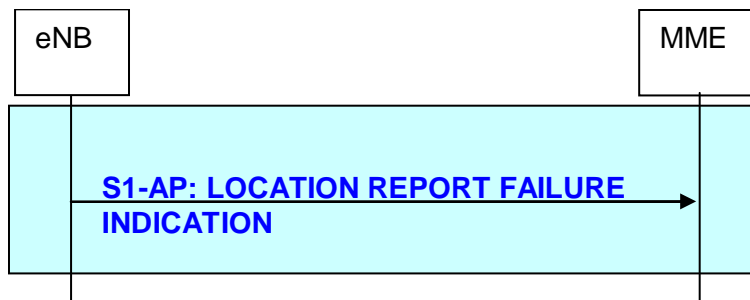 eNB
MME
S1-AP: LOCATION REPORT FAILURE
INDICATION